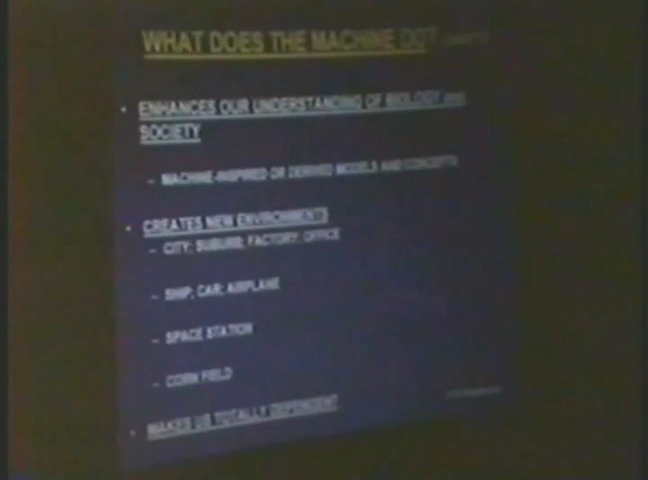 WHAT DOES THE MACHINE DO?
• ENHANCES OUR UNDERSTANDING OF BIOLOGY AND
SOCIETY
– MACHINE-INSPIRED OR DERIVED MODELS AND CONCEPTS
• CREATES NEW ENVIRONMENTS
– CITY; SUBURB; FACTORY; OFFICE
– SHIP; CAR; AIRPLANE
– SPACE STATION
– CORN FIELD
• MAKES US TOTALLY DEPENDENT